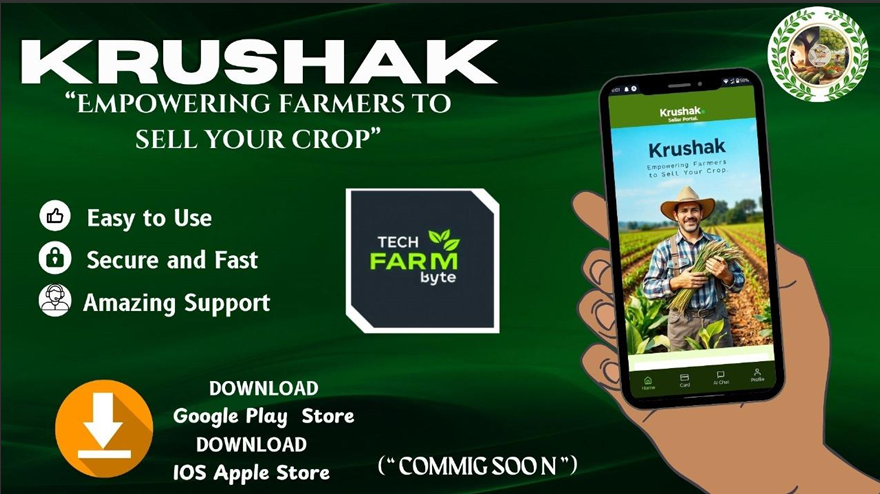 KRUSHAK
“EMPOWERING FARMERS TO
SELL YOUR CROP”
Easy to Use
Secure and Fast
Amazing Support
TECH
FARM
byte
DOWNLOAD
Google Play Store
DOWNLOAD
IOS Apple Store
(“ COMMIG SOO N ”)
Krushak
Seller Portal.
Krushak
Empowering Farmers
to Sell Your Crop.
Home
Card
Ai Chat
Profile